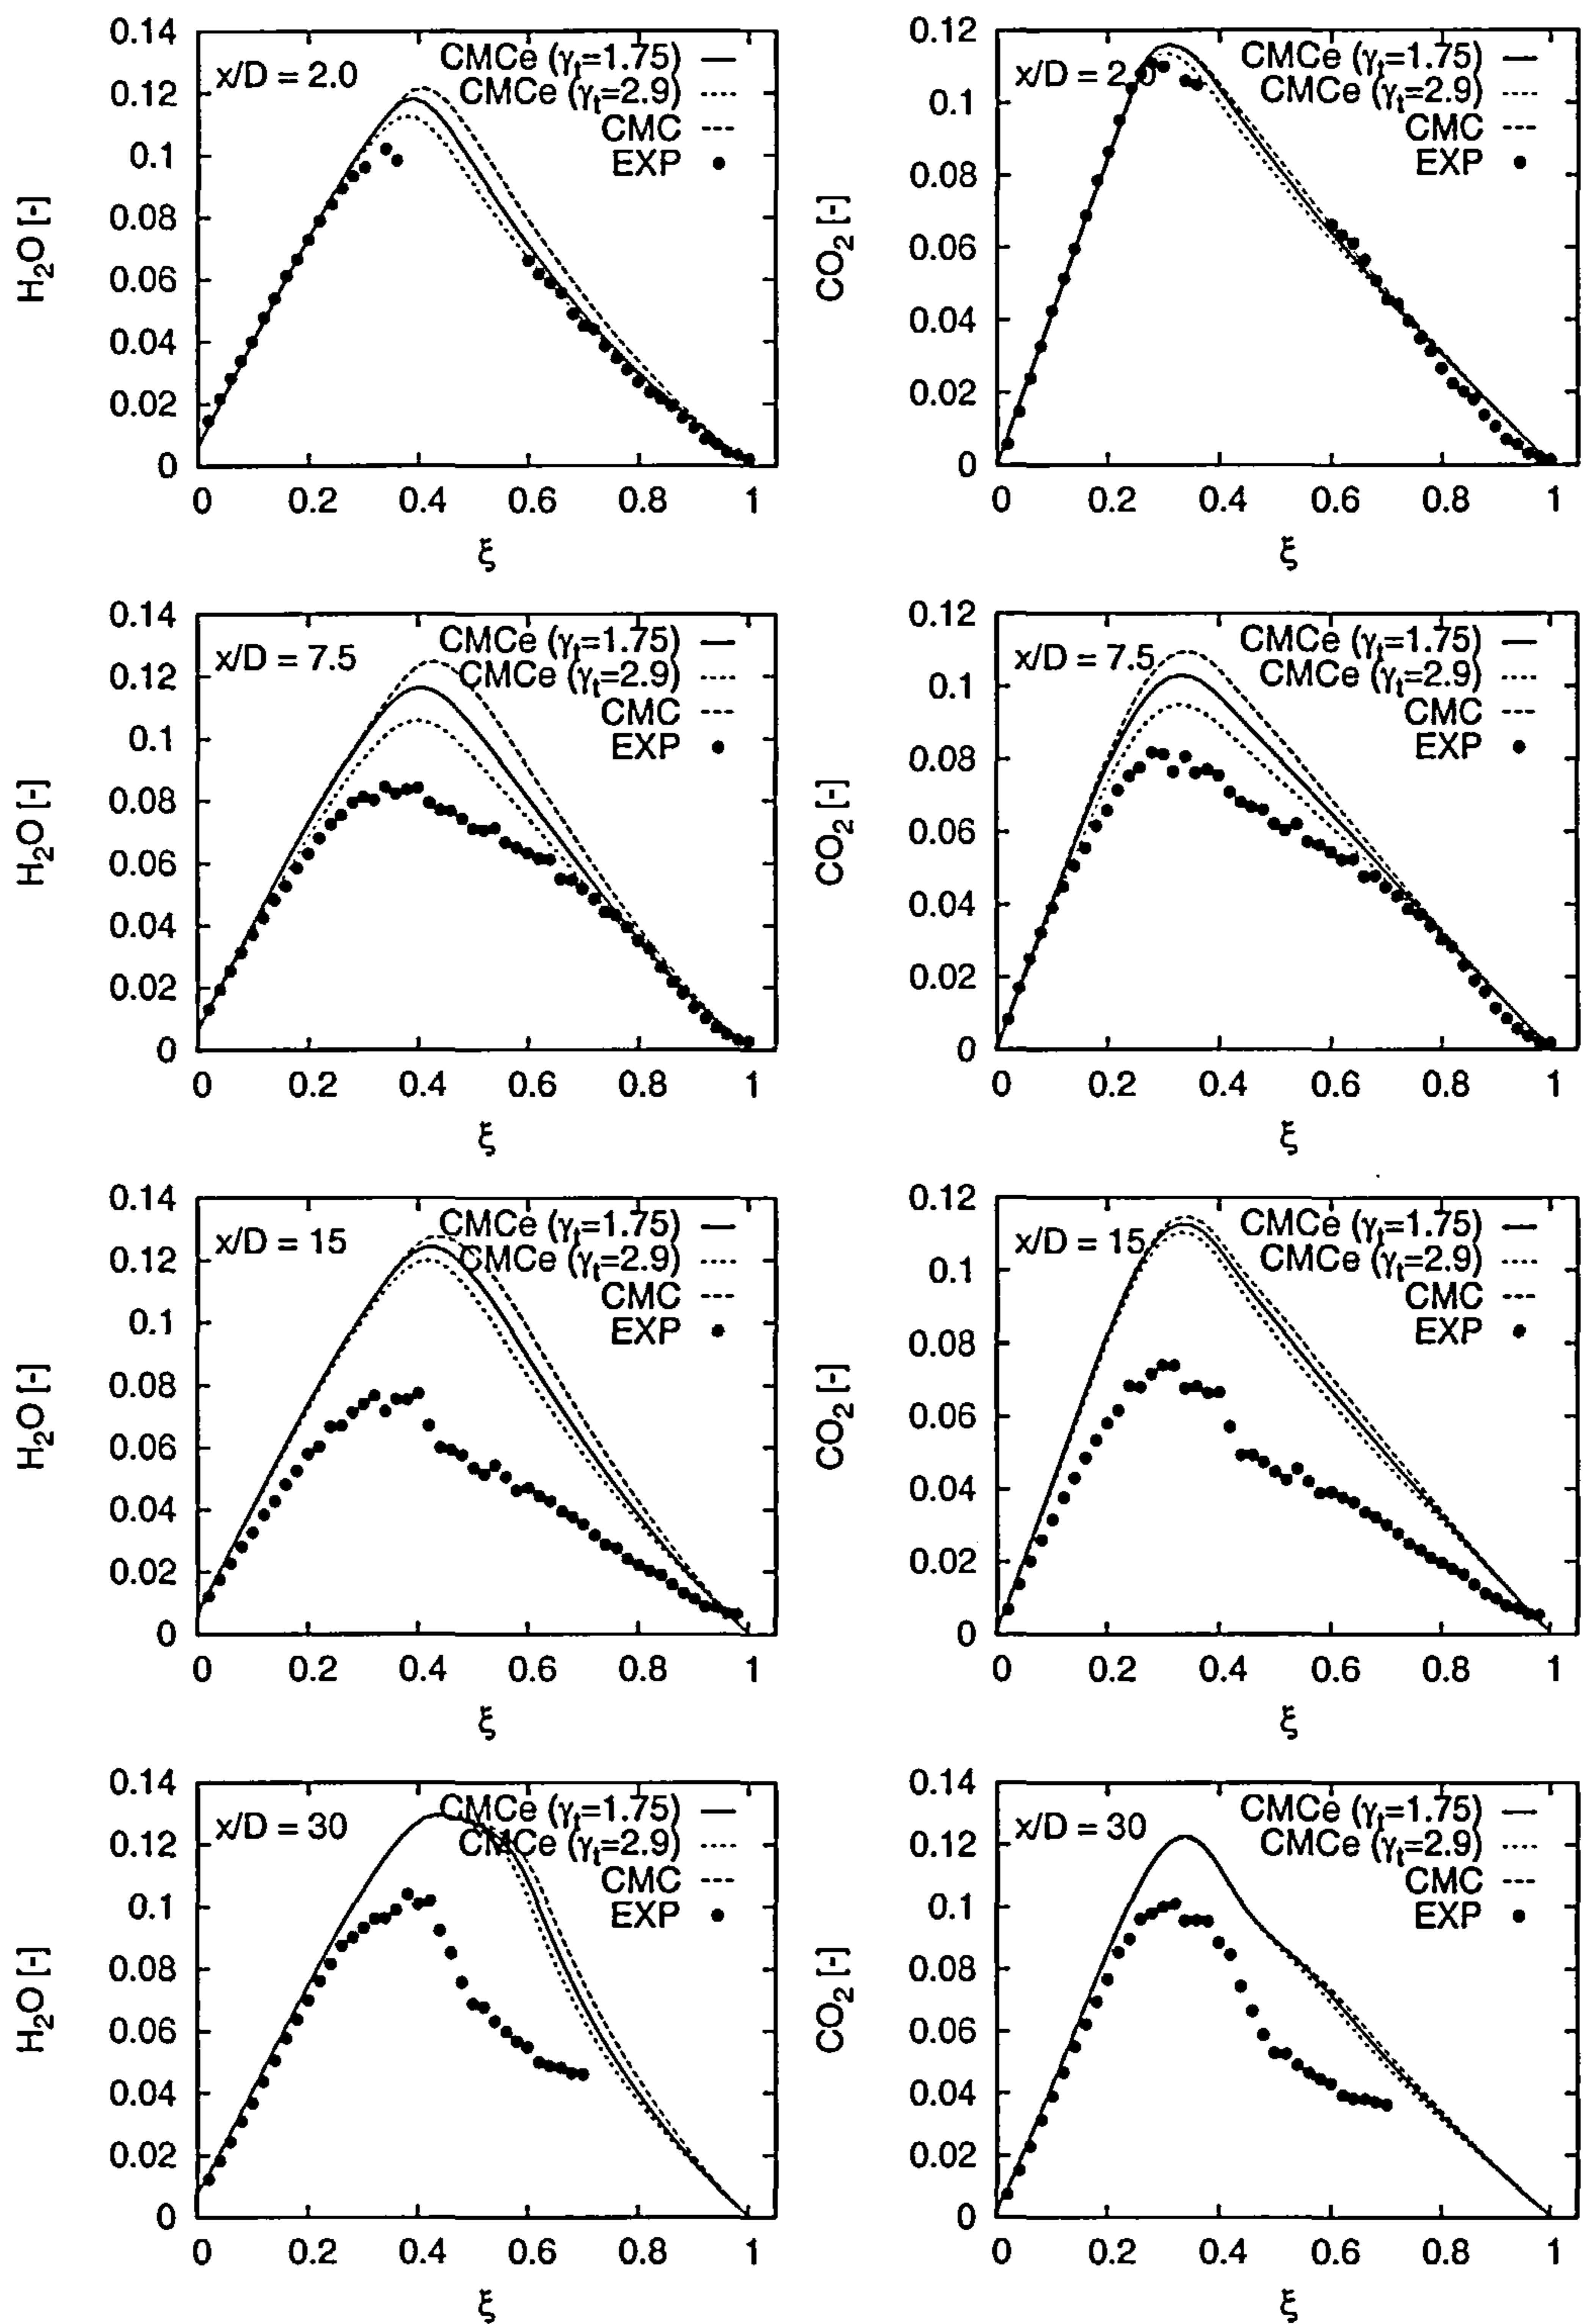 0.14
0.12
0.1
0.08
0.06
0.04
0.02
0
H₂O [-]
x/D = 2.0
CMCe (γₜ=1.75)
CMCe (γₜ=2.9)
CMC
EXP
0 0.2 0.4 0.6 0.8 1
ξ
0.12
0.1
0.08
0.06
0.04
0.02
0
CO₂ [-]
x/D = 2.0
CMCe (γₜ=1.75)
CMCe (γₜ=2.9)
CMC
EXP
0 0.2 0.4 0.6 0.8 1
ξ
0.14
0.12
0.1
0.08
0.06
0.04
0.02
0
H₂O [-]
x/D = 7.5
CMCe (γₜ=1.75)
CMCe (γₜ=2.9)
CMC
EXP
0 0.2 0.4 0.6 0.8 1
ξ
0.12
0.1
0.08
0.06
0.04
0.02
0
CO₂ [-]
x/D = 7.5
CMCe (γₜ=1.75)
CMCe (γₜ=2.9)
CMC
EXP
0 0.2 0.4 0.6 0.8 1
ξ
0.14
0.12
0.1
0.08
0.06
0.04
0.02
0
H₂O [-]
x/D = 15
CMCe (γₜ=1.75)
CMCe (γₜ=2.9)
CMC
EXP
0 0.2 0.4 0.6 0.8 1
ξ
0.12
0.1
0.08
0.06
0.04
0.02
0
CO₂ [-]
x/D = 15
CMCe (γₜ=1.75)
CMCe (γₜ=2.9)
CMC
EXP
0 0.2 0.4 0.6 0.8 1
ξ
0.14
0.12
0.1
0.08
0.06
0.04
0.02
0
H₂O [-]
x/D = 30
CMCe (γₜ=1.75)
CMCe (γₜ=2.9)
CMC
EXP
0 0.2 0.4 0.6 0.8 1
ξ
0.14
0.12
0.1
0.08
0.06
0.04
0.02
0
CO₂ [-]
x/D = 30
CMCe (γₜ=1.75)
CMCe (γₜ=2.9)
CMC
EXP
0 0.2 0.4 0.6 0.8 1
ξ